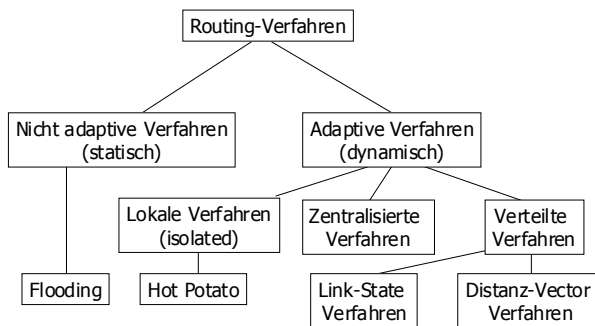 Routing-Verfahren
Nicht adaptive Verfahren
(statisch)
Adaptive Verfahren
(dynamisch)
Lokale Verfahren
(isolated)
Zentralisierte
Verfahren
Verteilte
Verfahren
Flooding
Hot Potato
Link-State
Verfahren
Distanz-Vector
Verfahren